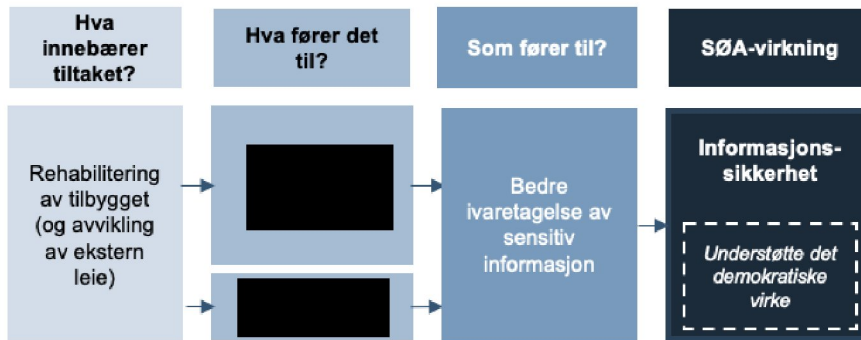 Hva
innebærer
tiltaket?
Hva fører det
til?
Som fører til?
SØA-virkning
Rehabilitering
av tilbygget
(og avvikling
av ekstern
leie)
Bedre
ivaretagelse av
sensitiv
informasjon
Informasjons-
sikkerhet
Understøtte det
demokratiske
virke